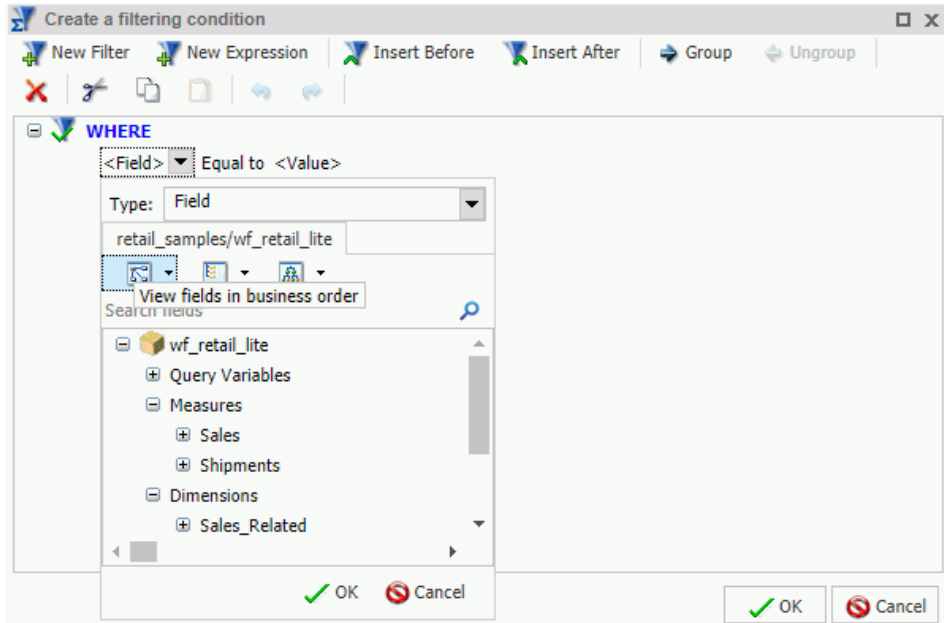 Create a filtering condition
New Filter New Expression Insert Before Insert After Group Ungroup
WHERE
<Field> Equal to <Value>
Type: Field
retail_samples/wf_retail_lite
View fields in business order
Search fields
wf_retail_lite
Query Variables
Measures
Sales
Shipments
Dimensions
Sales_Related
OK Cancel
OK Cancel